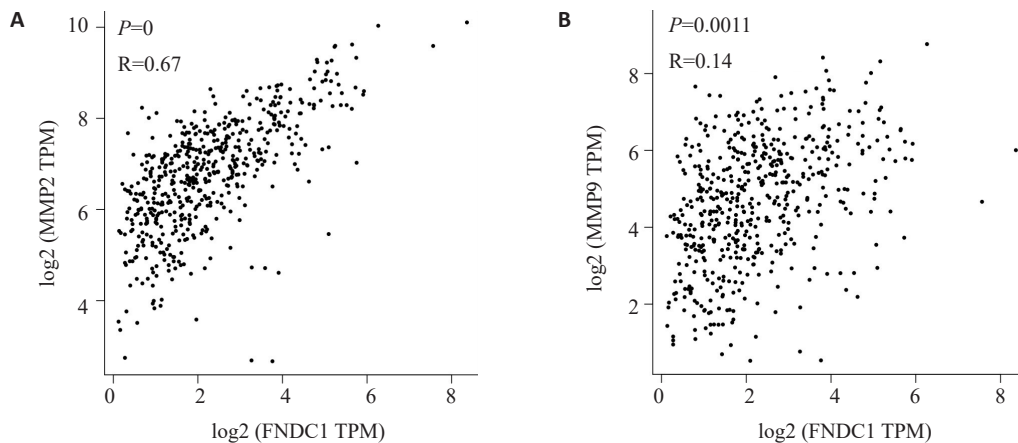 A
P=0
R=0.67
10
8
6
4
log2 (MMP2 TPM)
0 2 4 6 8
log2 (FNDC1 TPM)
B
P=0.0011
R=0.14
8
6
4
2
log2 (MMP9 TPM)
0 2 4 6 8
log2 (FNDC1 TPM)